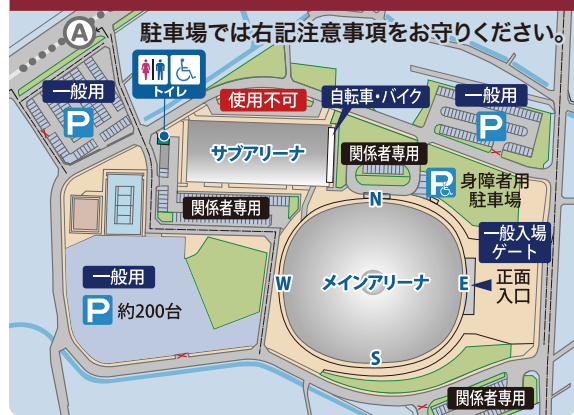 A
駐車場では右記注意事項をお守りください。
一般用
P
トイレ
使用不可
自転車・バイク
一般用
P
サブアリーナ
関係者専用
P
身障者用
駐車場
関係者専用
N
一般入場
ゲート
一般用
P 約200台
W
メインアリーナ
E
正面
入口
S
関係者専用